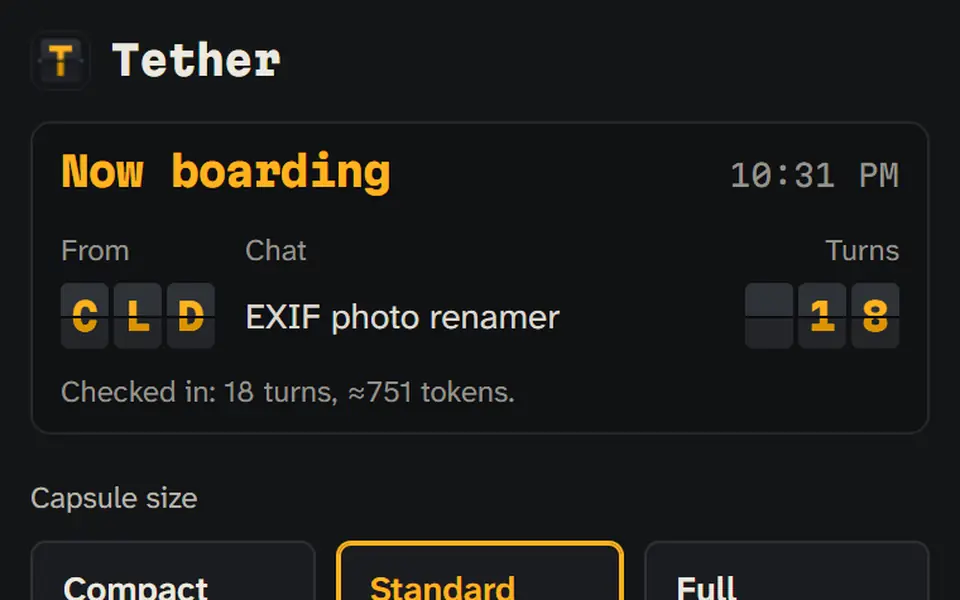 T Tether
Now boarding 10:31 PM
From Chat Turns
CLD EXIF photo renamer 18
Checked in: 18 turns, ≈751 tokens.
Capsule size
Compact Standard Full